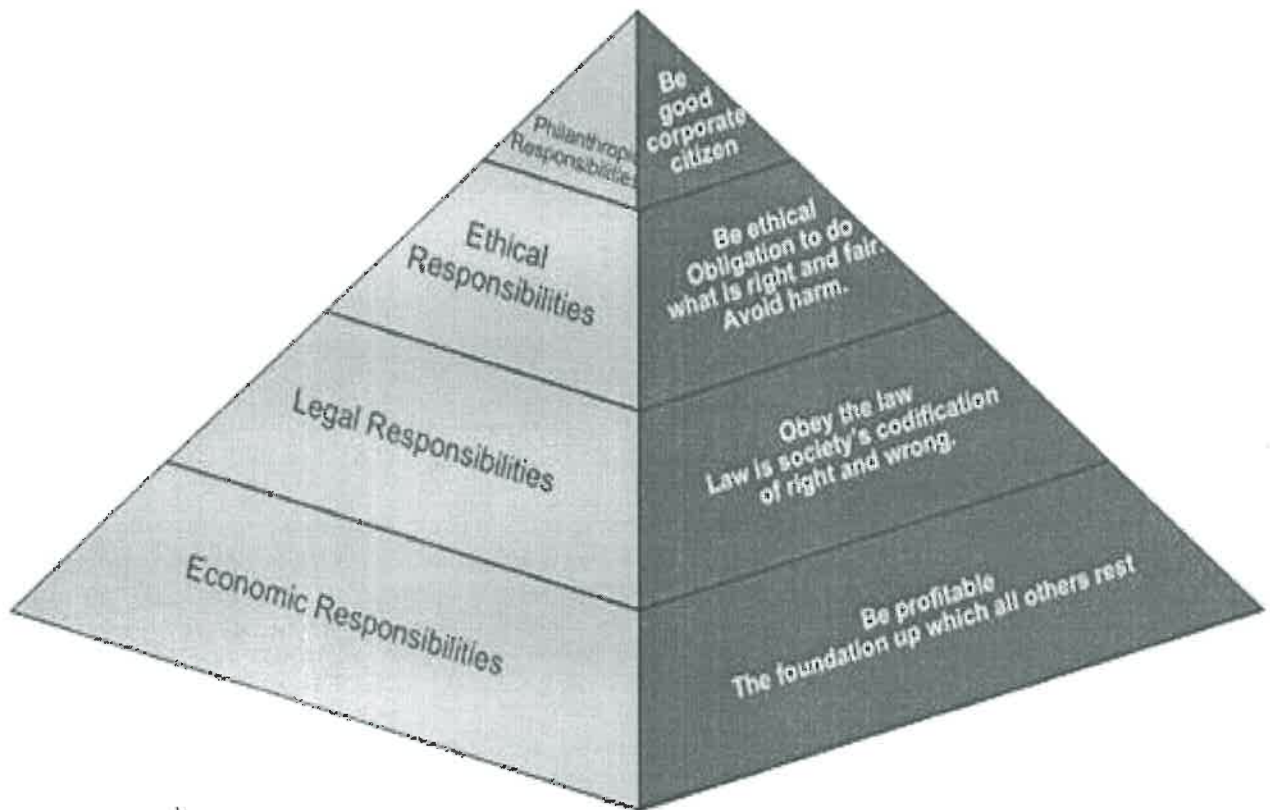 Philanthropic
Responsibilities
Be
good
corporate
citizen
Ethical
Responsibilities
Be ethical
Obligation to do
what is right and fair.
Avoid harm.
Legal Responsibilities
Obey the law
Law is society's codification
of right and wrong.
Economic Responsibilities
Be profitable
The foundation up which all others rest